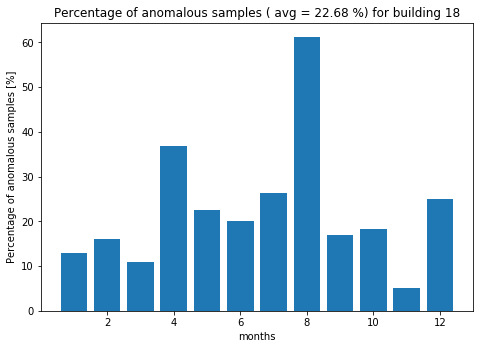 Percentage of anomalous samples ( avg = 22.68 %) for building 18
Percentage of anomalous samples [%]
60
50
40
30
20
10
0
2 4 6 8 10 12
months